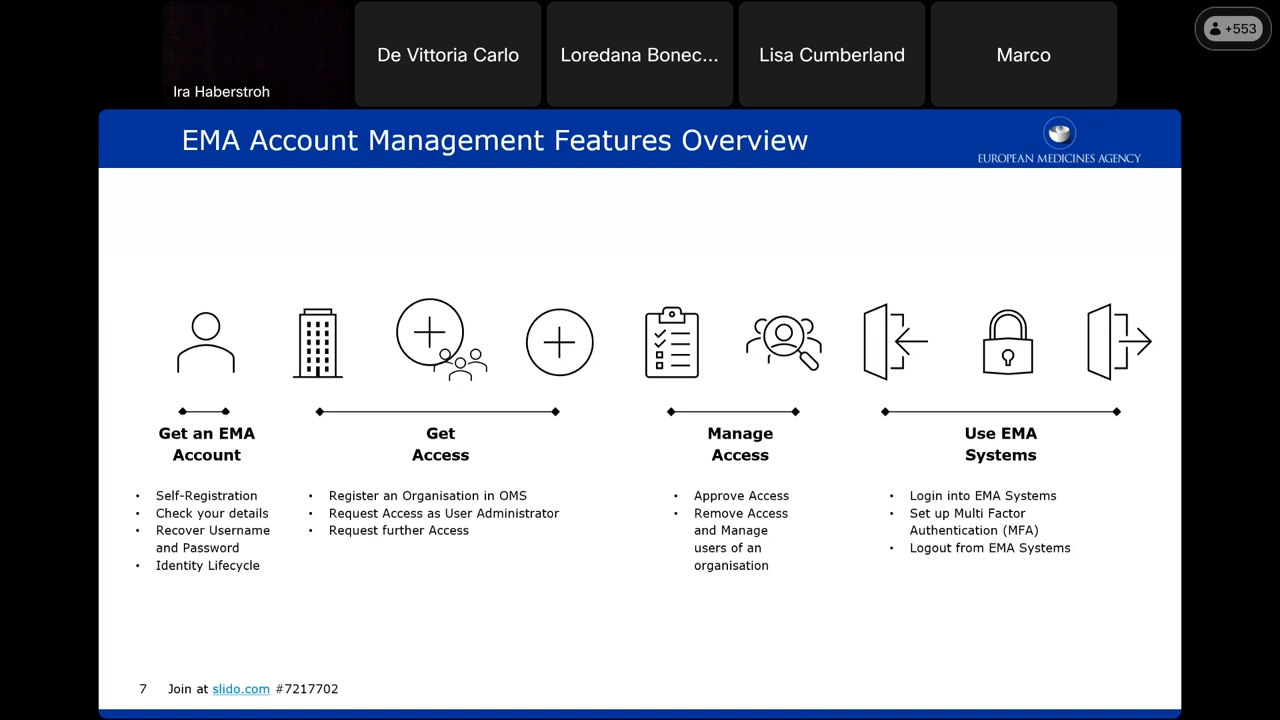 +553
De Vittoria Carlo
Loredana Bonec...
Lisa Cumberland
Marco
Ira Haberstroh
EMA Account Management Features Overview
EUROPEAN MEDICINES AGENCY
Get an EMA
Account
• Self-Registration
• Check your details
• Recover Username
and Password
• Identity Lifecycle
Get
Access
• Register an Organisation in OMS
• Request Access as User Administrator
• Request further Access
Manage
Access
• Approve Access
• Remove Access
and Manage
users of an
organisation
Use EMA
Systems
• Login into EMA Systems
• Set up Multi Factor
Authentication (MFA)
• Logout from EMA Systems
7 Join at slido.com #7217702